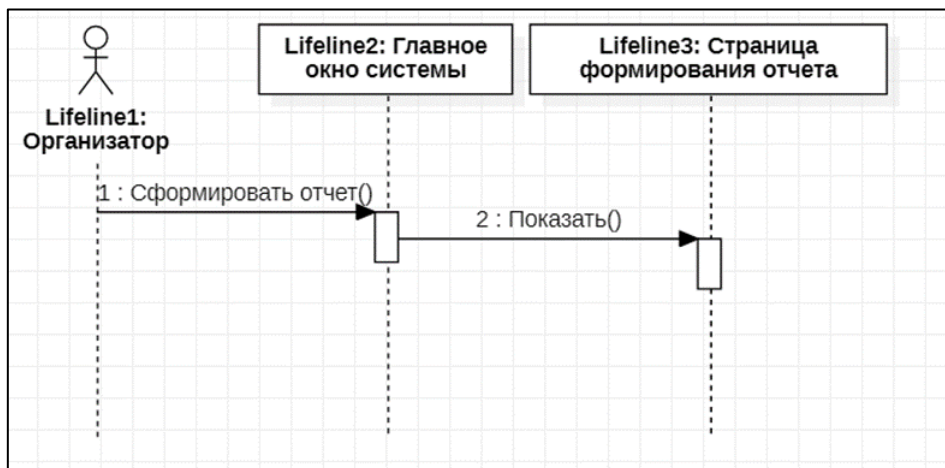 Lifeline1:
Организатор
Lifeline2: Главное
окно системы
Lifeline3: Страница
формирования отчета
1 : Сформировать отчет()
2 : Показать()